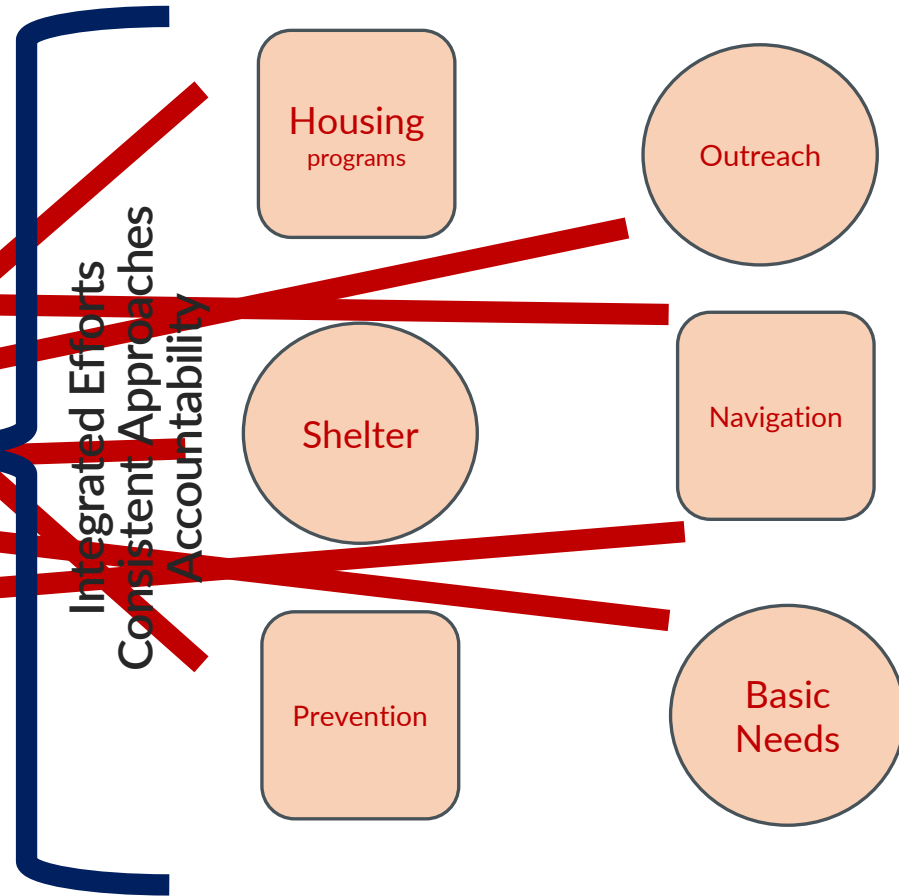 Integrated Efforts
Consistent Approaches
Accountability
Housing
programs
Outreach
Shelter
Navigation
Prevention
Basic
Needs